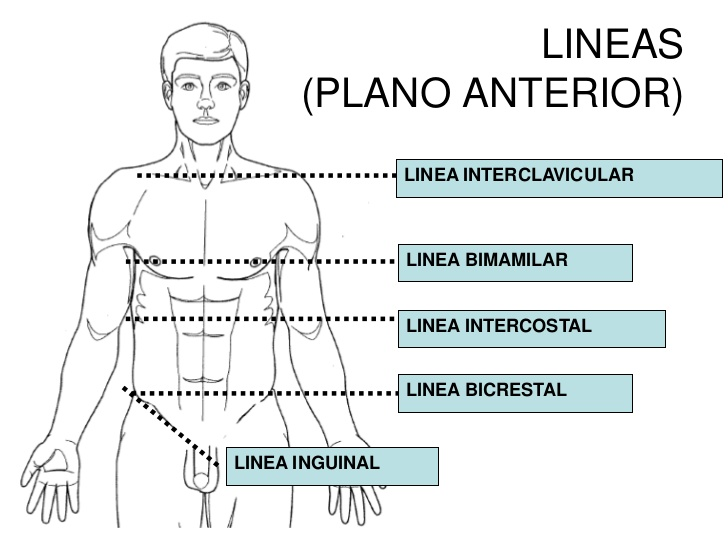 LINEAS
(PLANO ANTERIOR)
LINEA INTERCLAVICULAR
LINEA BIMAMILAR
LINEA INTERCOSTAL
LINEA BICRESTAL
LINEA INGUINAL